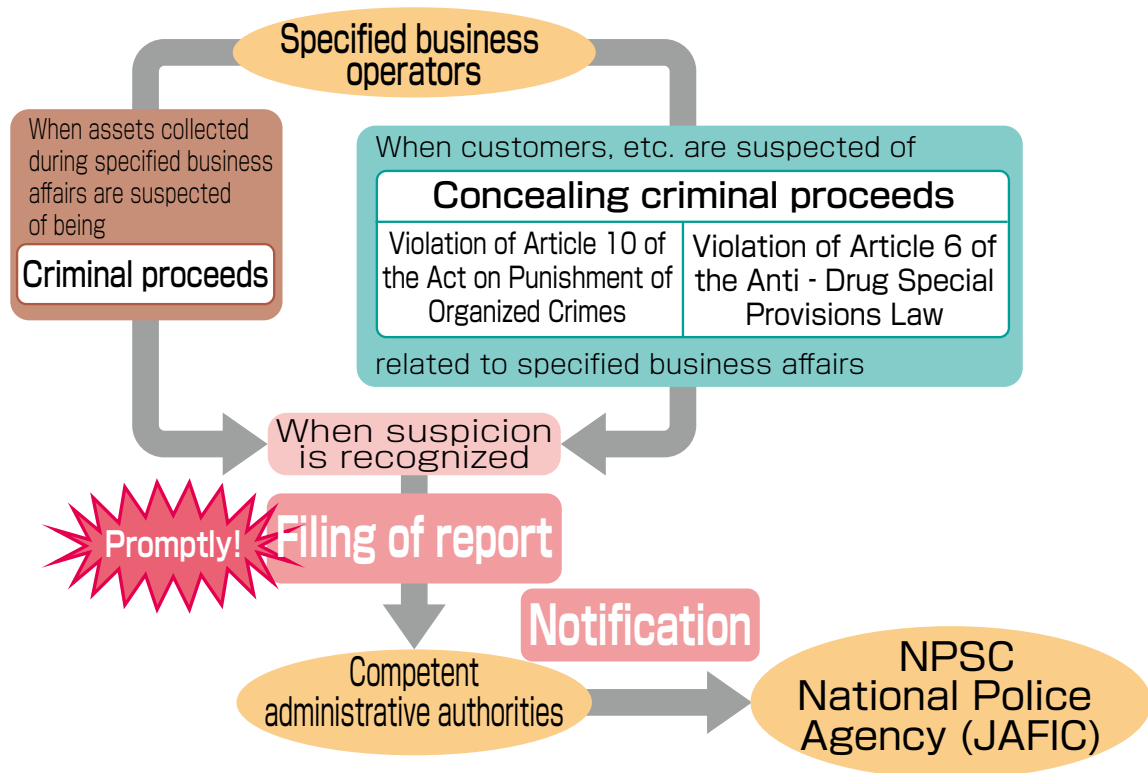 Specified business
operators
When assets collected
during specified business
affairs are suspected
of being
Criminal proceeds
When customers, etc. are suspected of
Concealing criminal proceeds
Violation of Article 10 of
the Act on Punishment of
Organized Crimes
Violation of Article 6 of
the Anti - Drug Special
Provisions Law
related to specified business affairs
When suspicion
is recognized
Promptly!
Filing of report
Notification
Competent
administrative authorities
NPSC
National Police
Agency (JAFIC)